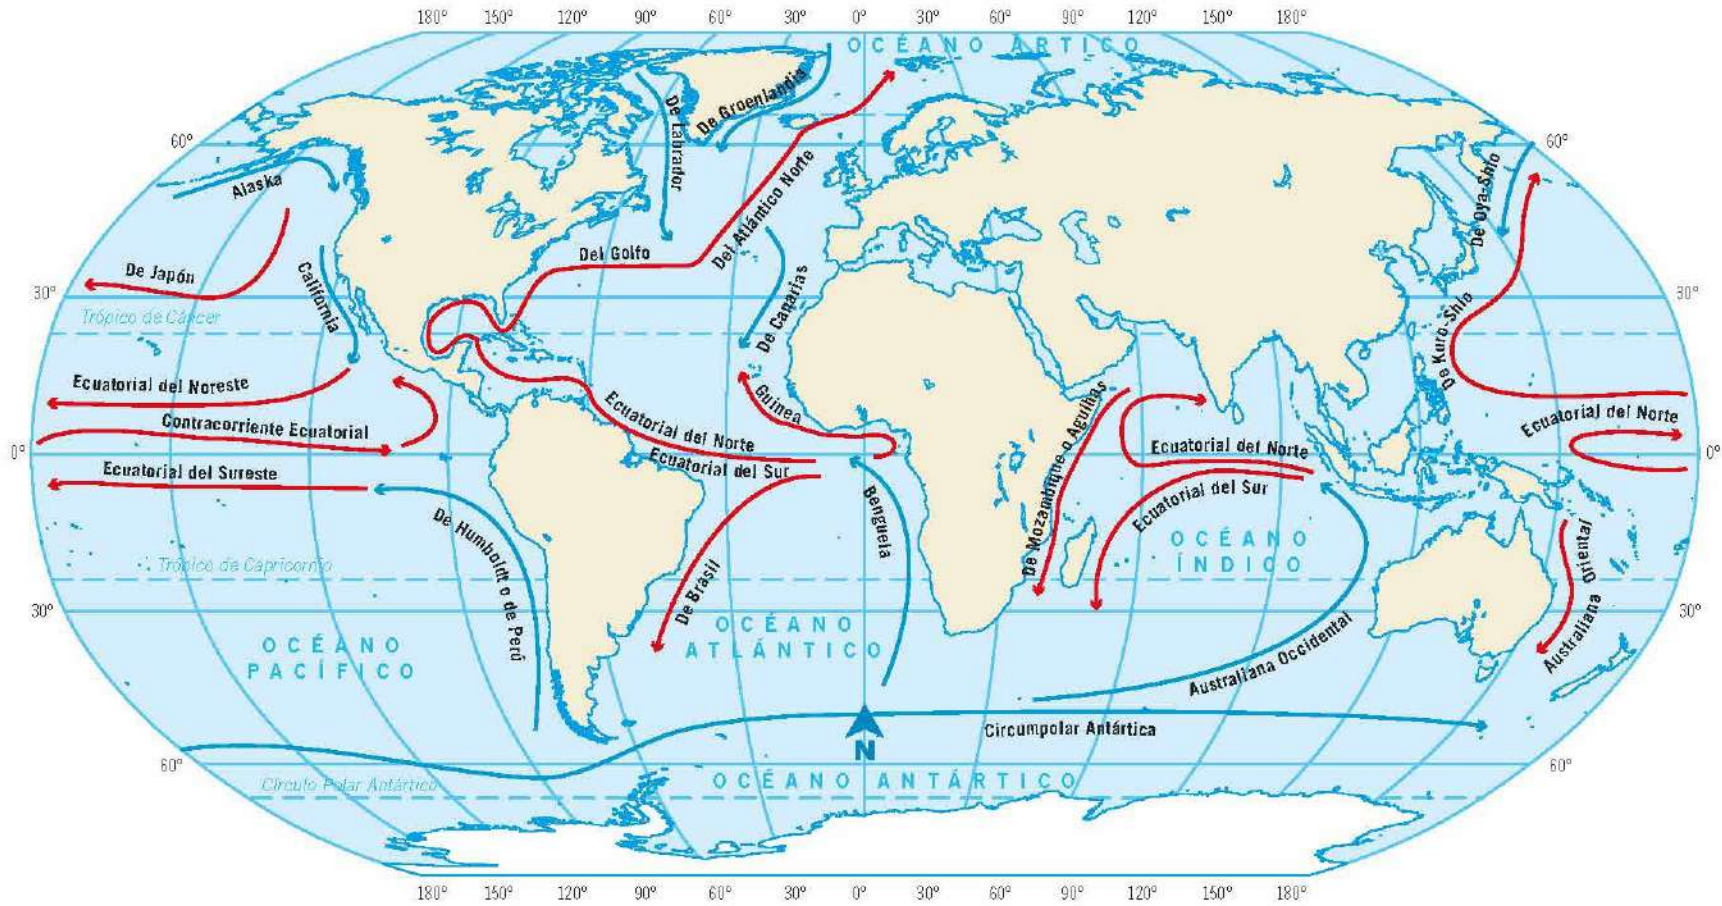 180° 150° 120° 90° 60° 30° 0° 30° 60° 90° 120° 150° 180°
OCÉANO ÁRTICO
De Groenlandia
De Labrador
60°
60°
Alaska
De Oya-Shio
Del Atlántico Norte
Del Golfo
De Japón
California
De Canarias
30°
30°
Trópico de Cáncer
De Kuro-Shio
Ecuatorial del Noreste
Guinea
De Mozambique o Agulhas
Ecuatorial del Norte
Contracorriente Ecuatorial
Ecuatorial del Norte
Ecuatorial del Norte
0°
0°
Ecuatorial del Sureste
Ecuatorial del Sur
Ecuatorial del Sur
Benguela
De Humboldt o de Perú
OCÉANO
ÍNDICO
Australiana Oriental
Trópico de Capricornio
De Brasil
30°
30°
OCÉANO
PACÍFICO
OCÉANO
ATLÁNTICO
Australiana Occidental
Circumpolar Antártica
N
60°
60°
Círculo Polar Antártico
OCÉANO ANTÁRTICO
180° 150° 120° 90° 60° 30° 0° 30° 60° 90° 120° 150° 180°